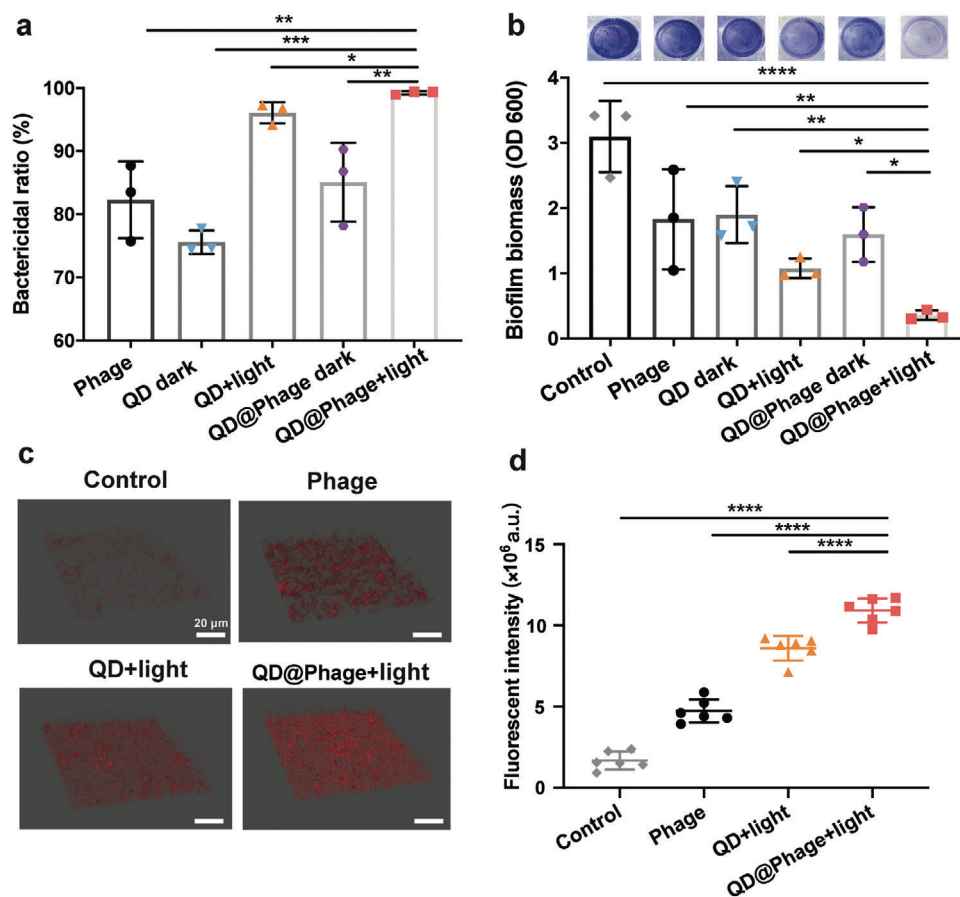 a
**
***
*
**
Bactericidal ratio (%)
100
90
80
70
60
Phage
QD dark
QD+light
QD@Phage dark
QD@Phage+light
b
****
**
**
*
*
Biofilm biomass (OD 600)
4
3
2
1
0
Control
Phage
QD dark
QD+light
QD@Phage dark
QD@Phage+light
c
Control
Phage
20 μm
QD+light
QD@Phage+light
d
****
****
****
Fluorescent intensity (×10⁶ a.u.)
15
10
5
0
Control
Phage
QD+light
QD@Phage+light